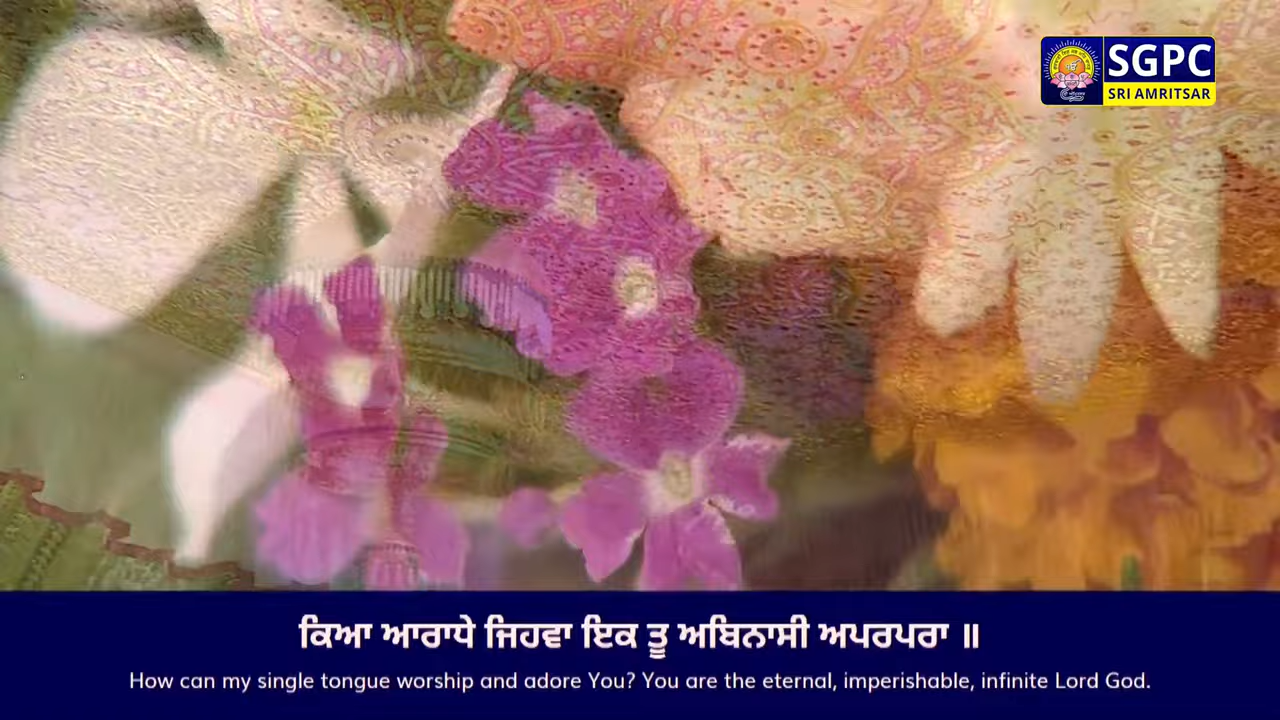 SGPC
SRI AMRITSAR
ਕਿਆ ਆਰਾਧੇ ਜਿਹਵਾ ਇਕ ਤੂ ਅਬਿਨਾਸੀ ਅਪਰਪਰਾ ॥
How can my single tongue worship and adore You? You are the eternal, imperishable, infinite Lord God.